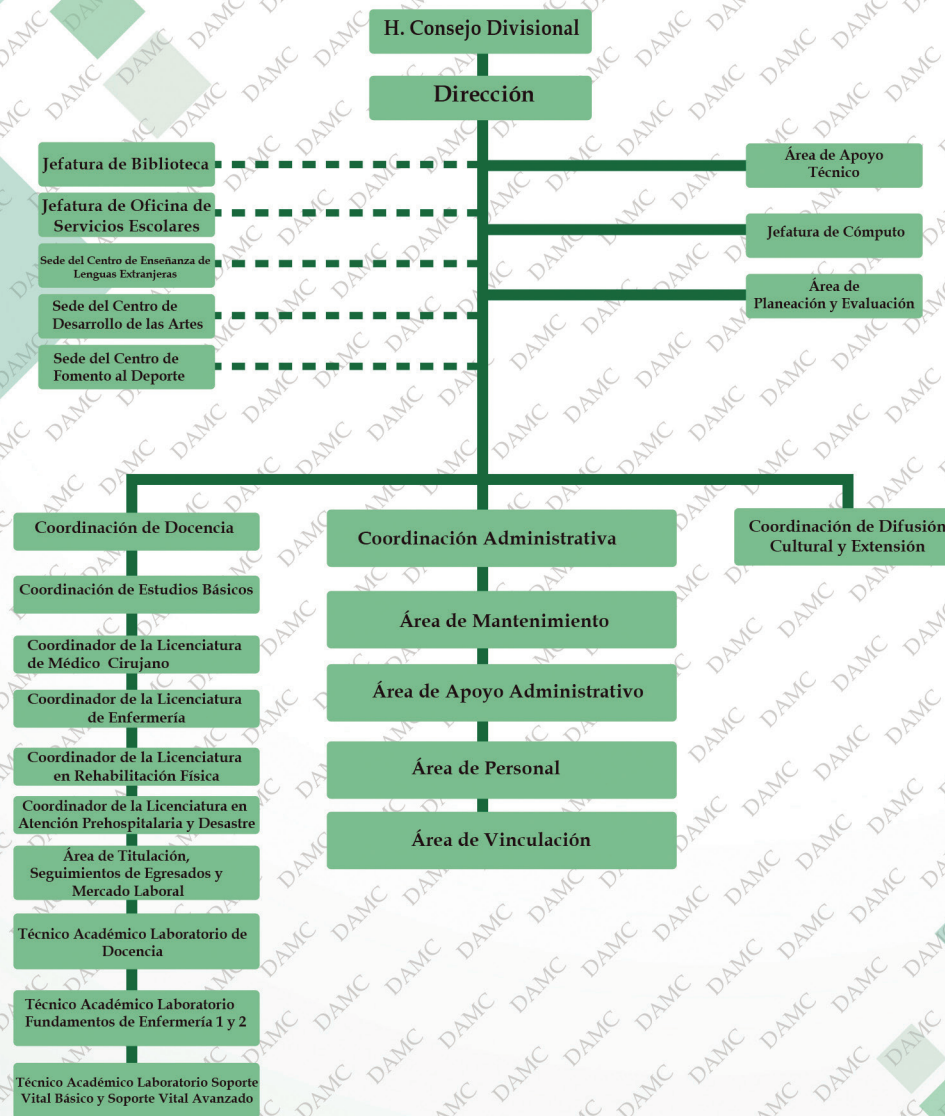 H. Consejo Divisional
Dirección
Jefatura de Biblioteca
Jefatura de Oficina de
Servicios Escolares
Sede del Centro de Enseñanza de
Lenguas Extranjeras
Sede del Centro de
Desarrollo de las Artes
Sede del Centro de
Fomento al Deporte
Área de Apoyo
Técnico
Jefatura de Cómputo
Área de
Planeación y Evaluación
Coordinación de Docencia
Coordinación de Estudios Básicos
Coordinador de la Licenciatura
de Médico Cirujano
Coordinador de la Licenciatura
de Enfermería
Coordinador de la Licenciatura
en Rehabilitación Física
Coordinador de la Licenciatura en
Atención Prehospitalaria y Desastre
Área de Titulación,
Seguimientos de Egresados y
Mercado Laboral
Técnico Académico Laboratorio de
Docencia
Técnico Académico Laboratorio
Fundamentos de Enfermería 1 y 2
Técnico Académico Laboratorio Soporte
Vital Básico y Soporte Vital Avanzado
Coordinación Administrativa
Área de Mantenimiento
Área de Apoyo Administrativo
Área de Personal
Área de Vinculación
Coordinación de Difusión
Cultural y Extensión
DAMC